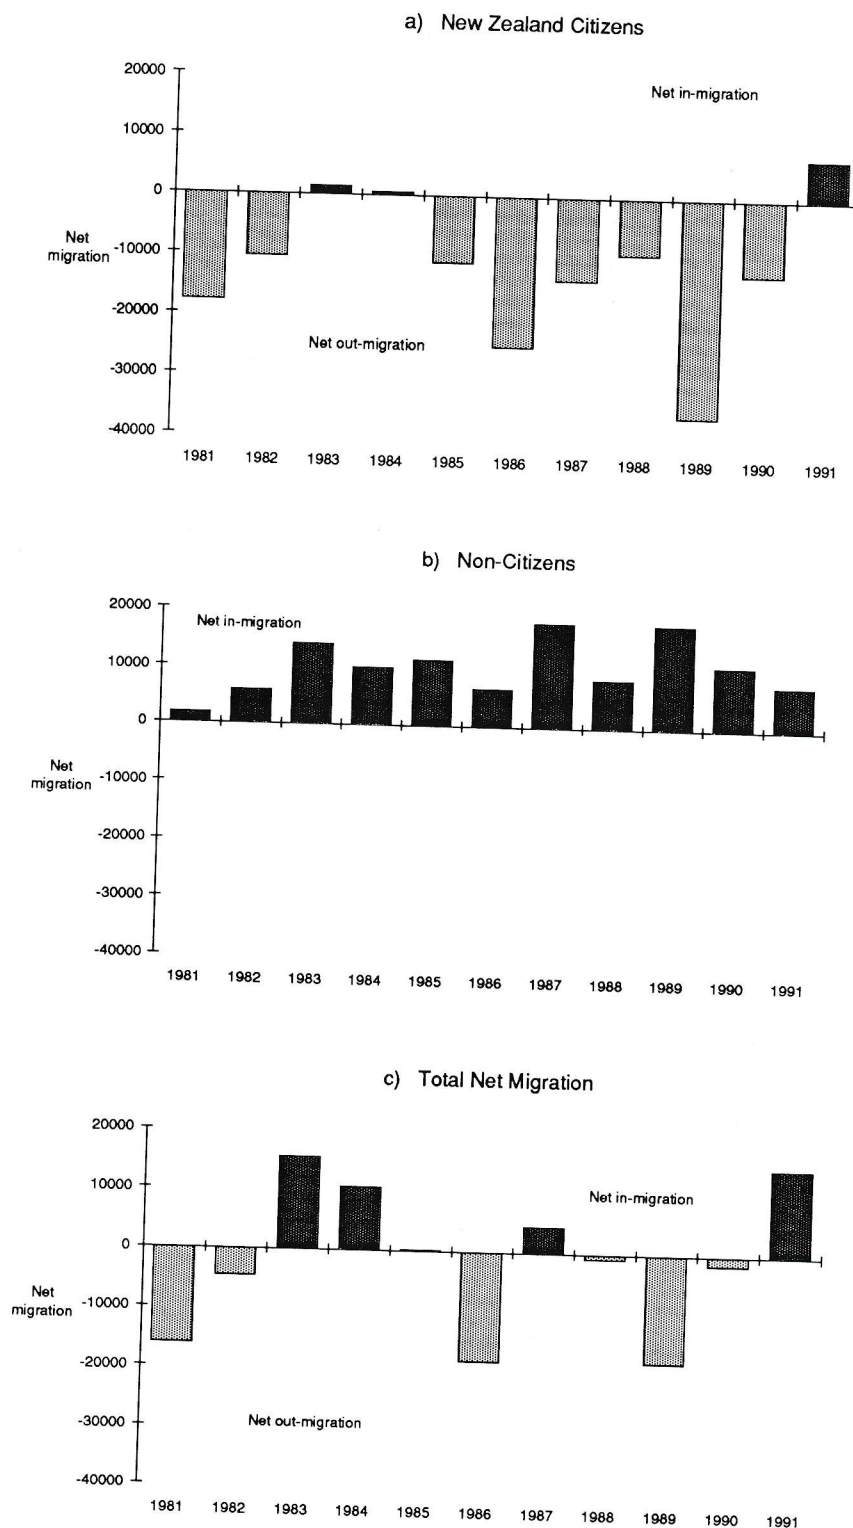 a) New Zealand Citizens
20000
Net in-migration
10000
0
Net
migration
-10000
-20000
Net out-migration
-30000
-40000
1981 1982 1983 1984 1985 1986 1987 1988 1989 1990 1991
b) Non-Citizens
20000
Net in-migration
10000
0
Net
migration
-10000
-20000
-30000
-40000
1981 1982 1983 1984 1985 1986 1987 1988 1989 1990 1991
c) Total Net Migration
20000
10000
Net in-migration
0
Net
migration
-10000
-20000
-30000
Net out-migration
-40000
1981 1982 1983 1984 1985 1986 1987 1988 1989 1990 1991